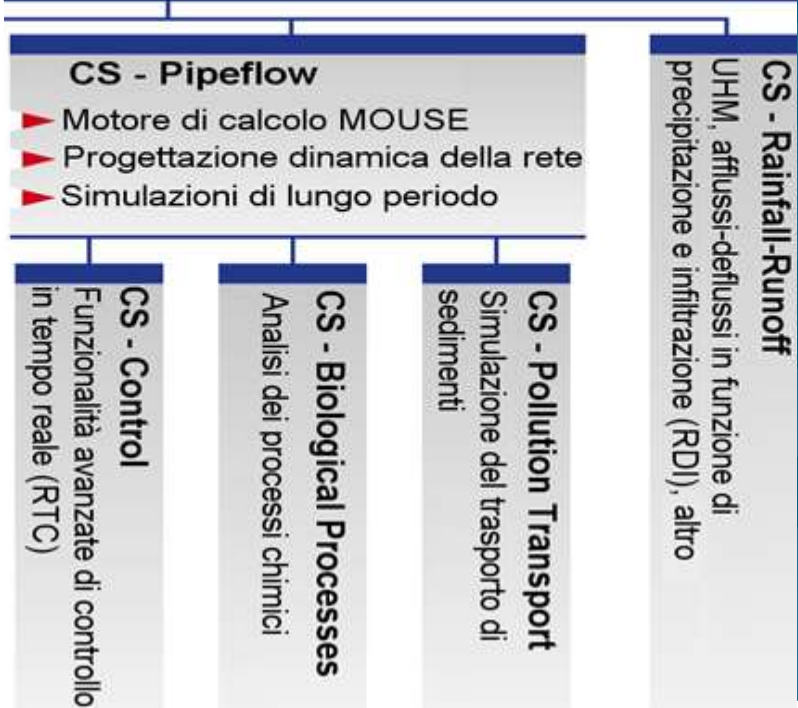 CS - Pipeflow
Motore di calcolo MOUSE
Progettazione dinamica della rete
Simulazioni di lungo periodo
CS - Control
Funzionalità avanzate di controllo
in tempo reale (RTC)
CS - Biological Processes
Analisi dei processi chimici
CS - Pollution Transport
Simulazione del trasporto di
sedimenti
CS - Rainfall-Runoff
UHM, afflussi-deflussi in funzione di
precipitazione e infiltrazione (RDI), altro